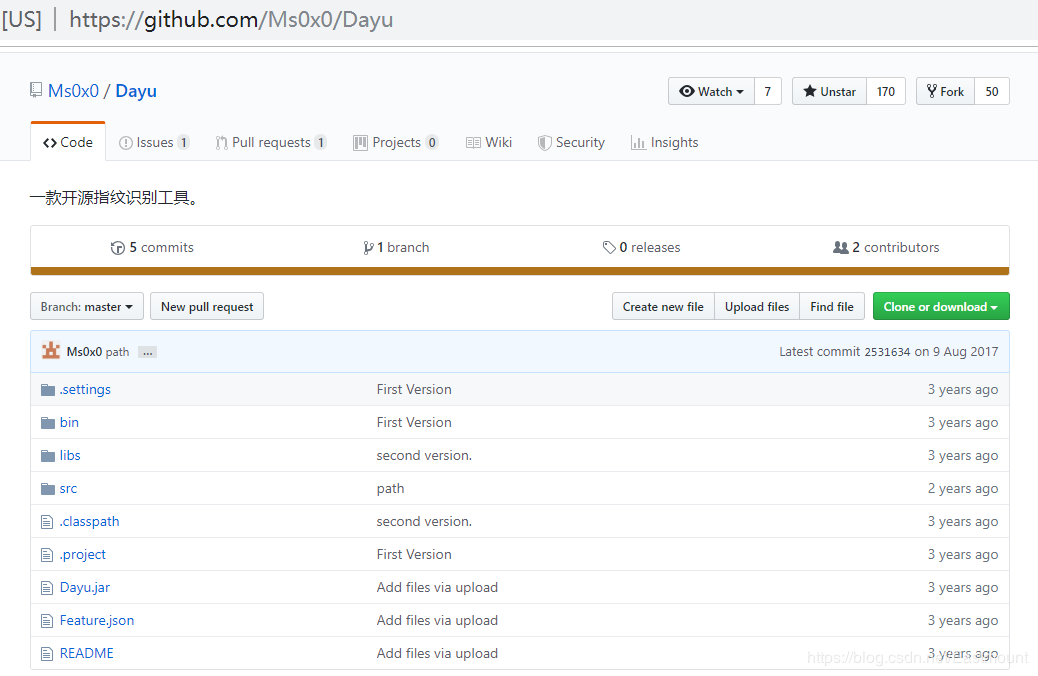 [US] | https://github.com/Ms0x0/Dayu
Ms0x0 / Dayu Watch 7 Unstar 170 Fork 50
Code Issues 1 Pull requests 1 Projects 0 Wiki Security Insights
一款开源指纹识别工具。
5 commits 1 branch 0 releases 2 contributors
Branch: master New pull request Create new file Upload files Find file Clone or download
Ms0x0 path ... Latest commit 2531634 on 9 Aug 2017
.settings First Version 3 years ago
bin First Version 3 years ago
libs second version. 3 years ago
src path 2 years ago
.classpath second version. 3 years ago
.project First Version 3 years ago
Dayu.jar Add files via upload 3 years ago
Feature.json Add files via upload 3 years ago
README Add files via upload 3 years ago